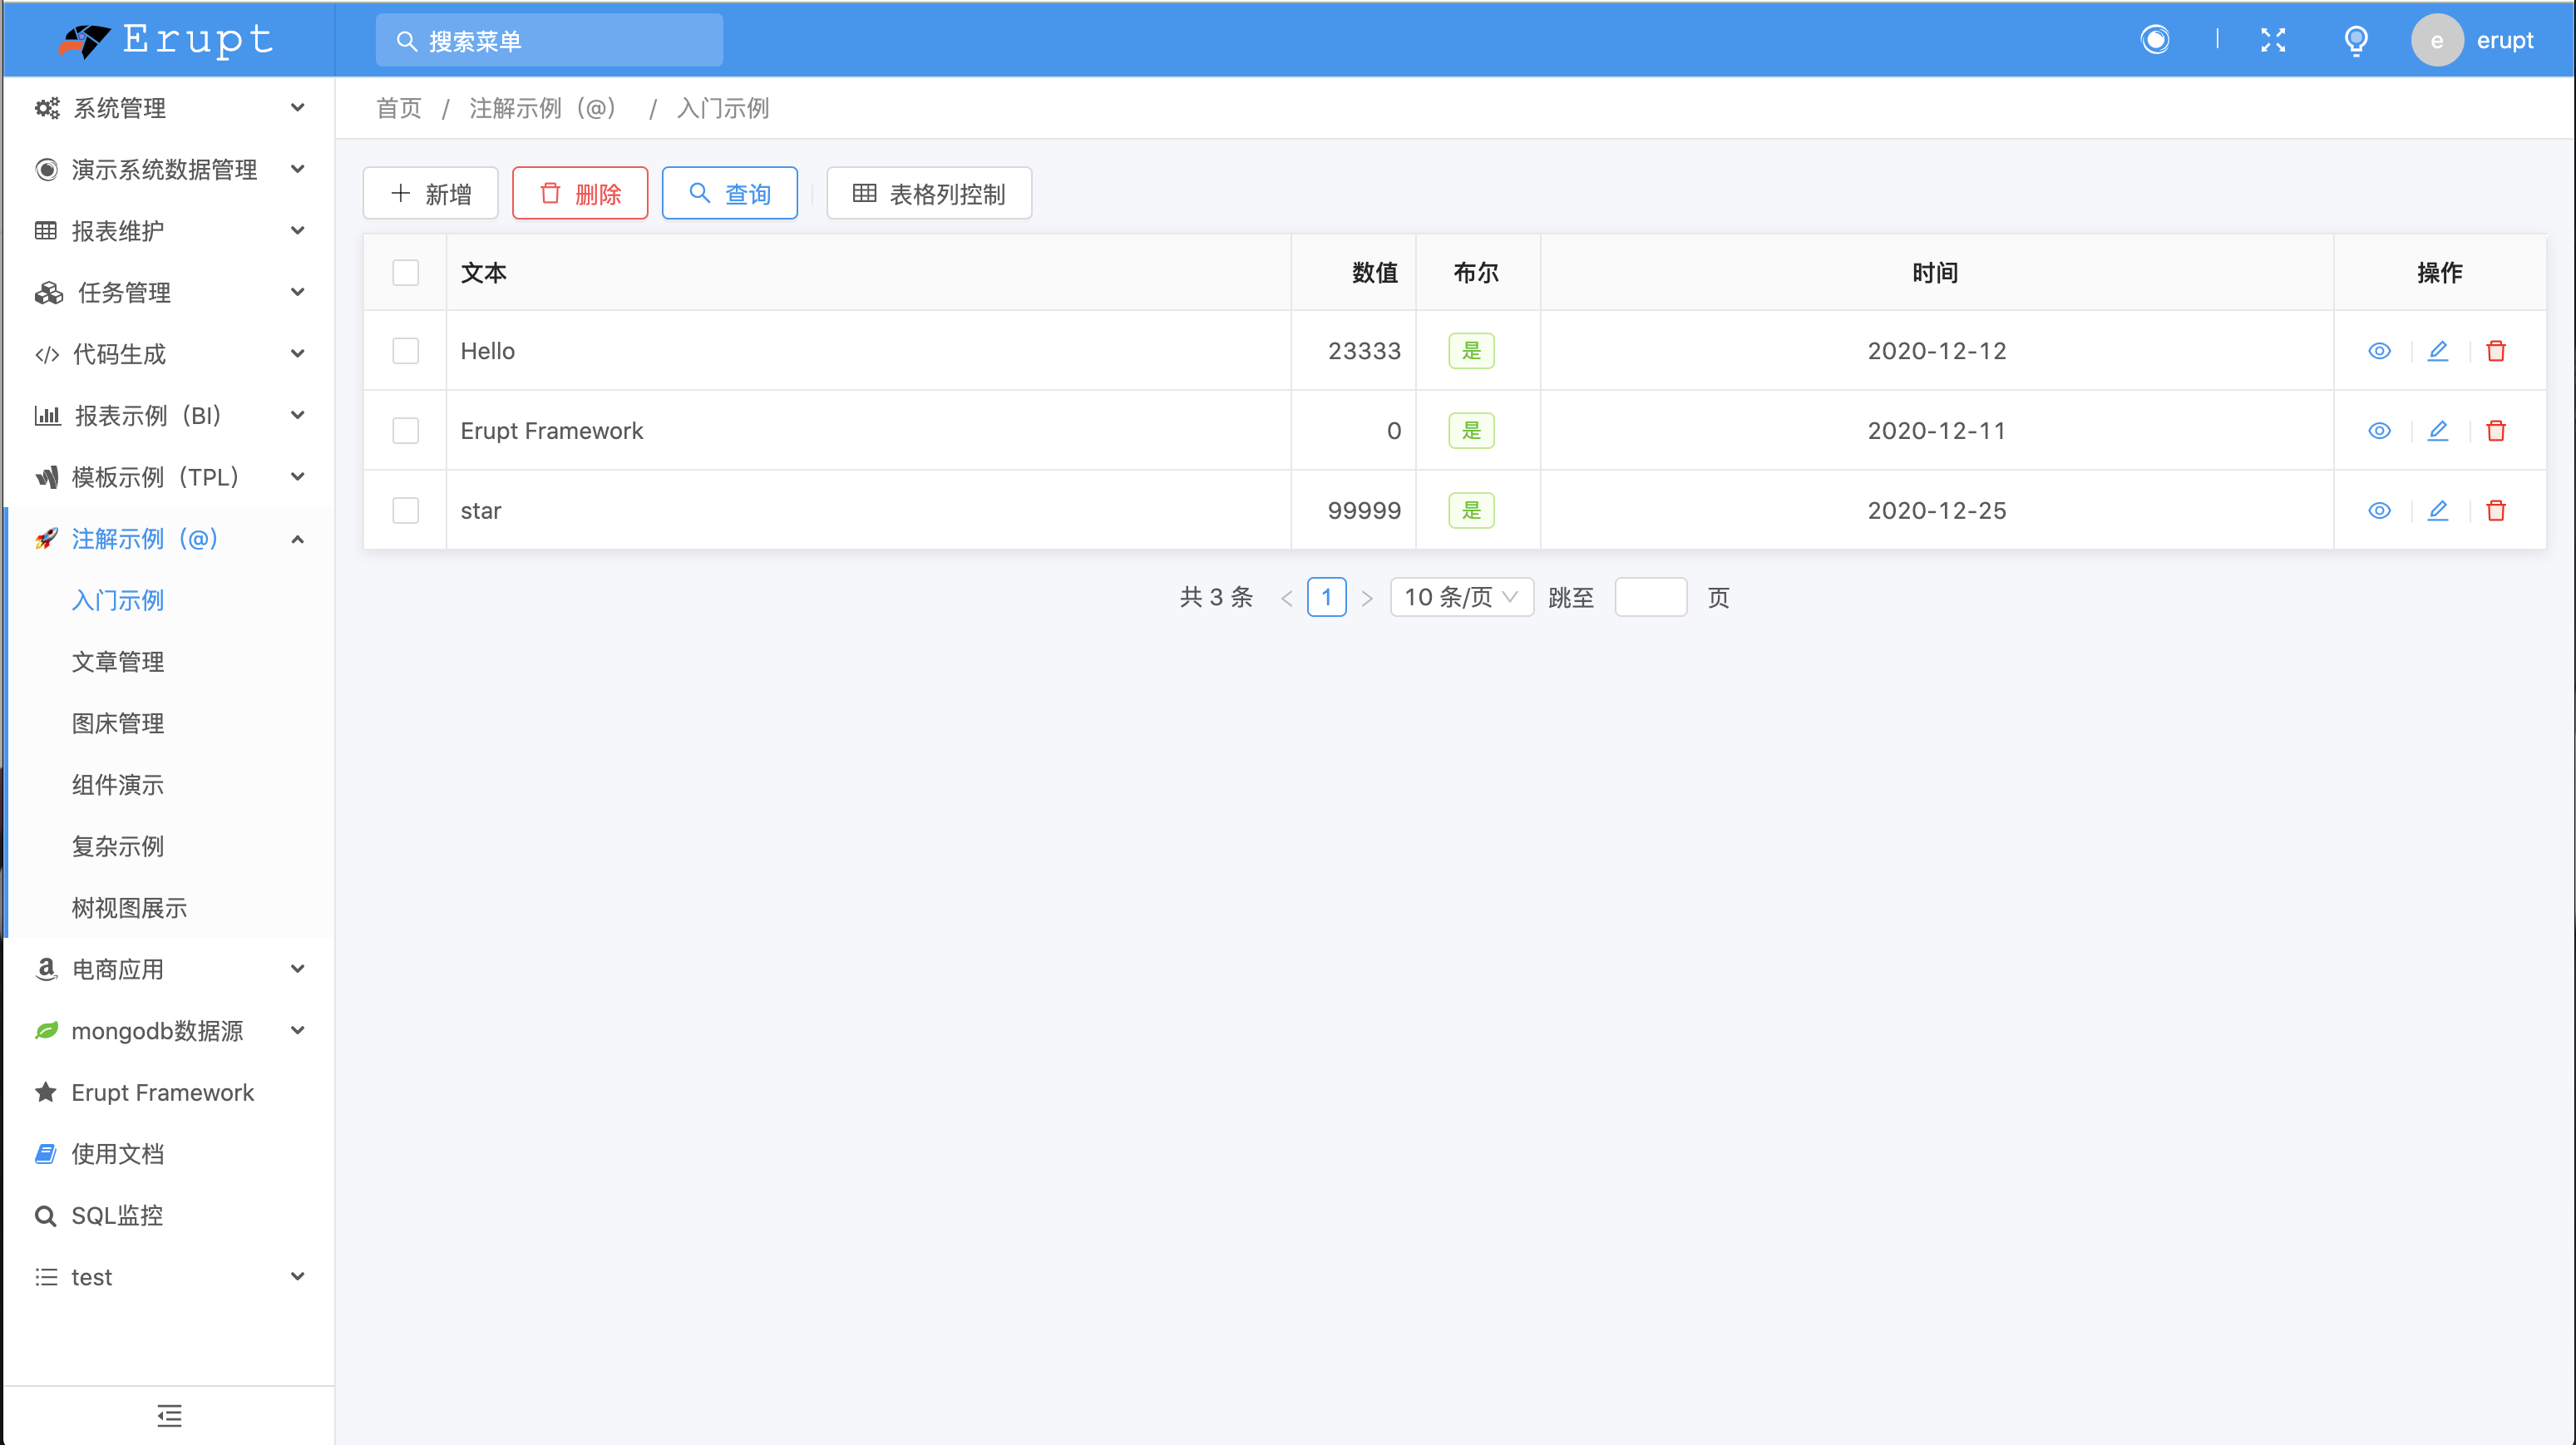 Erupt
搜索菜单
e erupt
系统管理
演示系统数据管理
报表维护
任务管理
代码生成
报表示例（BI）
模板示例（TPL）
注解示例（@）
入门示例
文章管理
图床管理
组件演示
复杂示例
树视图展示
电商应用
mongodb数据源
Erupt Framework
使用文档
SQL监控
test
首页 / 注解示例（@） / 入门示例
新增 删除 查询 表格列控制
文本 数值 布尔 时间 操作
Hello 23333 是 2020-12-12
Erupt Framework 0 是 2020-12-11
star 99999 是 2020-12-25
共 3 条 < 1 > 10 条/页 跳至 页